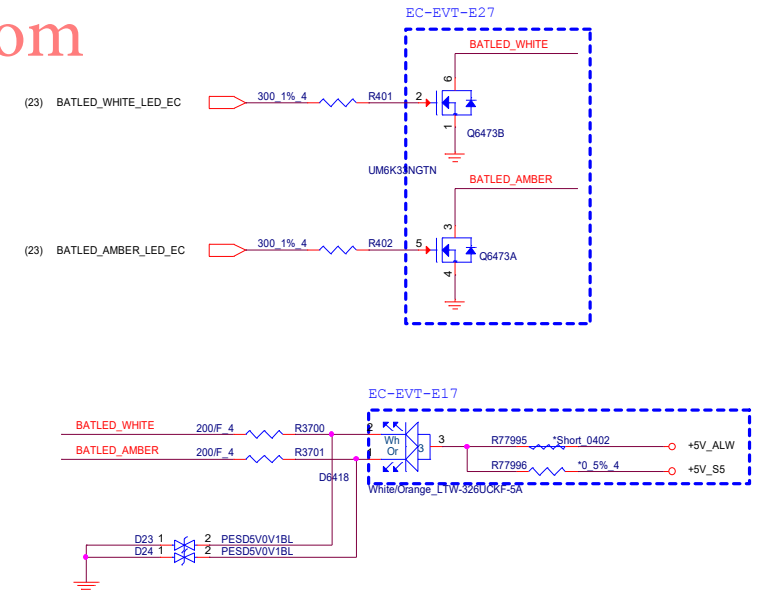 EC-EVT-E27
om
BATLED_WHITE
(23) BATLED_WHITE_LED_EC 300_1%_4 R401 2 6 1
Q6473B
UM6K33NGTN
BATLED_AMBER
(23) BATLED_AMBER_LED_EC 300_1%_4 R402 5 3 4
Q6473A
EC-EVT-E17
BATLED_WHITE 200/F_4 R3700 2
Wh 3 R77995 *Short_0402 +5V_ALW
BATLED_AMBER 200/F_4 R3701
Or 3
R77996 *0_5%_4 +5V_S5
D6418
White/Orange_LTW-326UCKF-5A
D23 1 2 PESD5V0V1BL
D24 1 2 PESD5V0V1BL